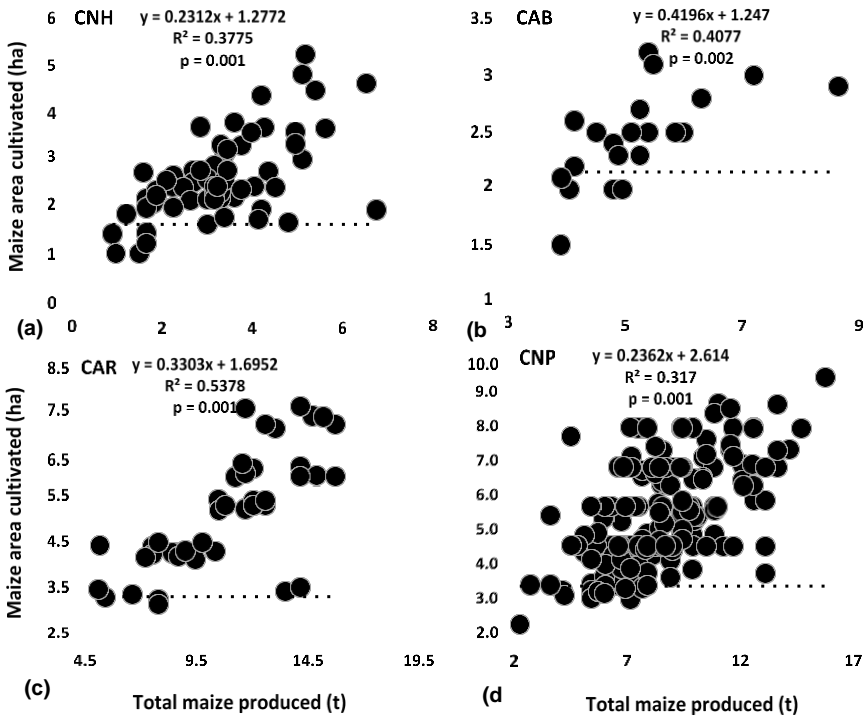 CNH
y = 0.2312x + 1.2772
R² = 0.3775
p = 0.001
Maize area cultivated (ha)
6
5
4
3
2
1
0
(a)
0
2
4
6
8
CAB
y = 0.4196x + 1.247
R² = 0.4077
p = 0.002
3.5
3
2.5
2
1.5
1
(b)
3
5
7
9
CAR
y = 0.3303x + 1.6952
R² = 0.5378
p = 0.001
Maize area cultivated (ha)
8.5
7.5
6.5
5.5
4.5
3.5
2.5
4.5
9.5
14.5
19.5
(c)
Total maize produced (t)
CNP
y = 0.2362x + 2.614
R² = 0.317
p = 0.001
10.0
9.0
8.0
7.0
6.0
5.0
4.0
3.0
2.0
2
7
12
17
(d
Total maize produced (t)